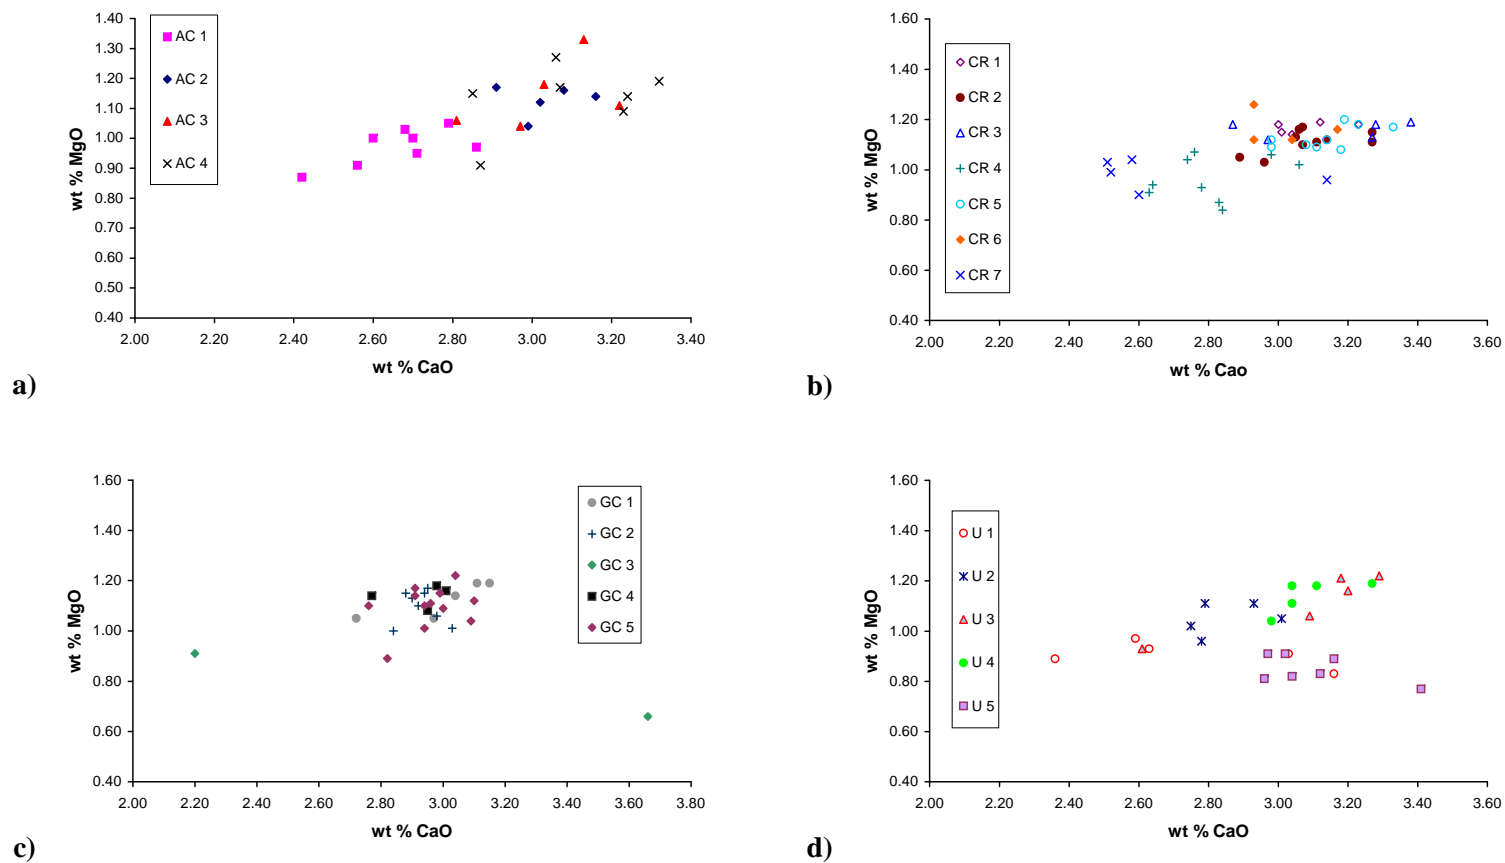 1.40
1.30
1.20
1.10
1.00
0.90
0.80
0.70
0.60
0.50
0.40
wt % MgO
AC 1
AC 2
AC 3
AC 4
2.00 2.20 2.40 2.60 2.80 3.00 3.20 3.40
wt % CaO
a)
1.60
1.40
1.20
1.00
0.80
0.60
0.40
wt % MgO
CR 1
CR 2
CR 3
CR 4
CR 5
CR 6
CR 7
2.00 2.20 2.40 2.60 2.80 3.00 3.20 3.40 3.60
wt % Cao
b)
1.60
1.40
1.20
1.00
0.80
0.60
0.40
wt % MgO
GC 1
GC 2
GC 3
GC 4
GC 5
2.00 2.20 2.40 2.60 2.80 3.00 3.20 3.40 3.60 3.80
wt % CaO
c)
1.60
1.40
1.20
1.00
0.80
0.60
0.40
wt % MgO
U 1
U 2
U 3
U 4
U 5
2.00 2.20 2.40 2.60 2.80 3.00 3.20 3.40 3.60
wt % CaO
d)